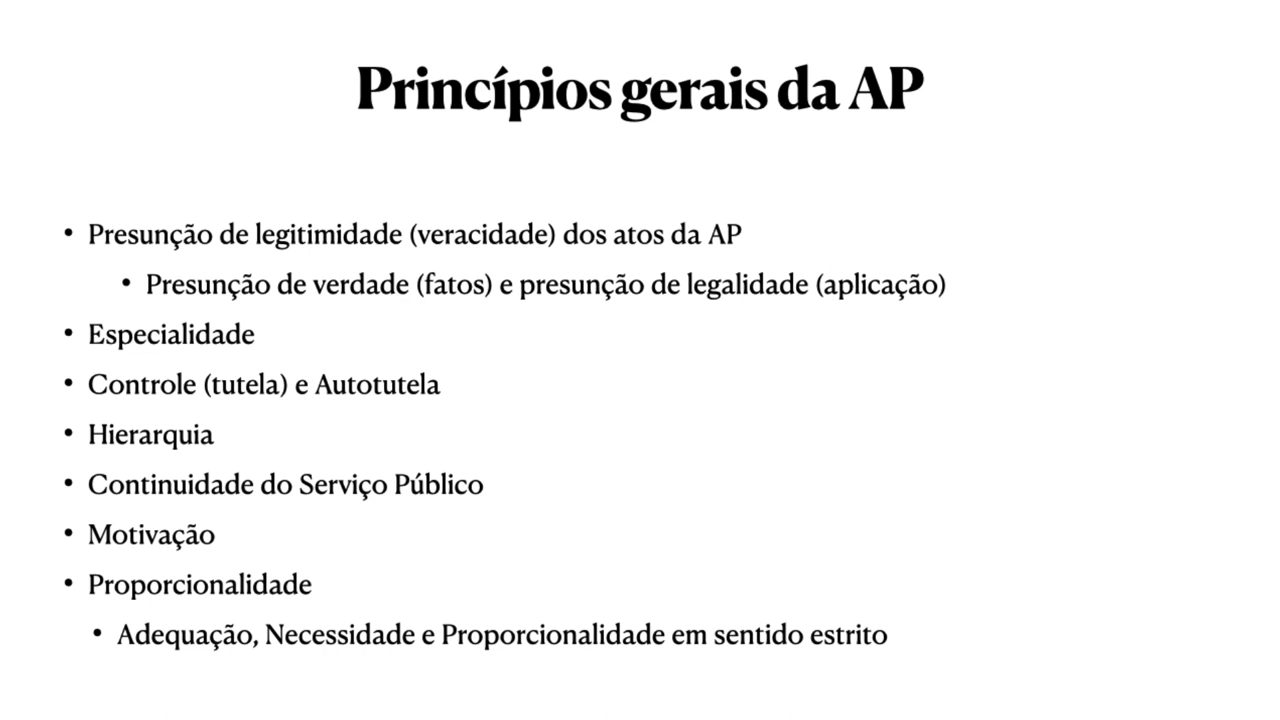 Princípios gerais da AP
• Presunção de legitimidade (veracidade) dos atos da AP
• Presunção de verdade (fatos) e presunção de legalidade (aplicação)
• Especialidade
• Controle (tutela) e Autotutela
• Hierarquia
• Continuidade do Serviço Público
• Motivação
• Proporcionalidade
• Adequação, Necessidade e Proporcionalidade em sentido estrito